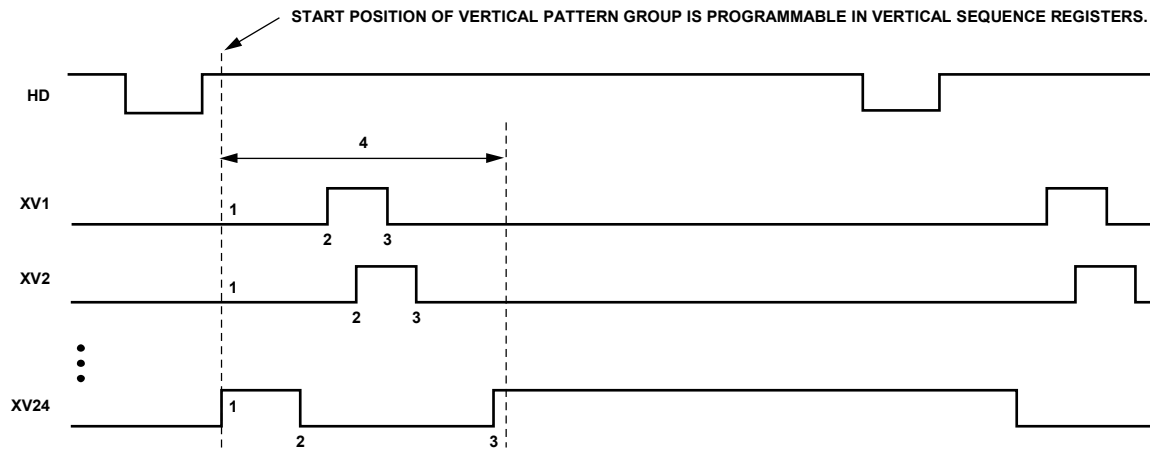 START POSITION OF VERTICAL PATTERN GROUP IS PROGRAMMABLE IN VERTICAL SEQUENCE REGISTERS.
HD
4
XV1
1
2 3
XV2
1
2 3
XV24
1
2 3